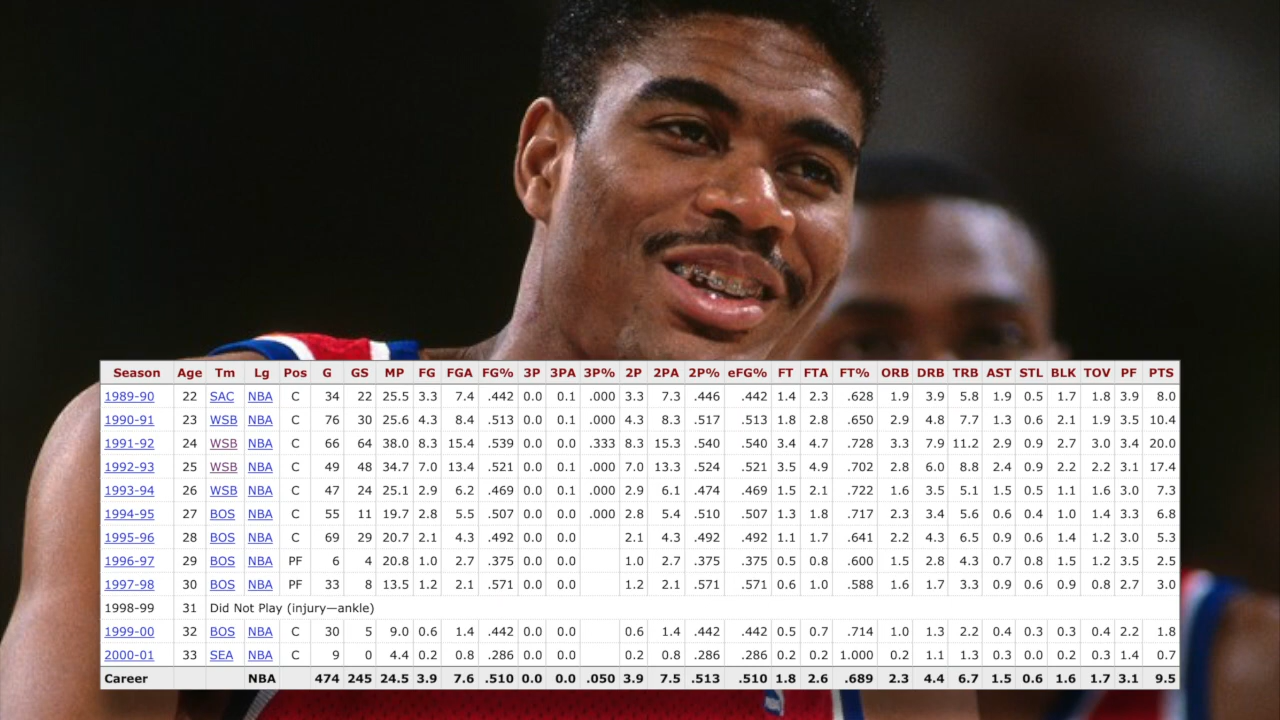 Season Age Tm Lg Pos G GS MP FG FGA FG% 3P 3PA 3P% 2P 2PA 2P% eFG% FT FTA FT% ORB DRB TRB AST STL BLK TOV PF PTS
1989-90 22 SAC NBA C 34 22 25.5 3.3 7.4 .442 0.0 0.1 .000 3.3 7.3 .446 .442 1.4 2.3 .628 1.9 3.9 5.8 1.9 0.5 1.7 1.8 3.9 8.0
1990-91 23 WSB NBA C 76 30 25.6 4.3 8.4 .513 0.0 0.1 .000 4.3 8.3 .517 .513 1.8 2.8 .650 2.9 4.8 7.7 1.3 0.6 2.1 1.9 3.5 10.4
1991-92 24 WSB NBA C 66 64 38.0 8.3 15.4 .539 0.0 0.0 .333 8.3 15.3 .540 .540 3.4 4.7 .728 3.3 7.9 11.2 2.9 0.9 2.7 3.0 3.4 20.0
1992-93 25 WSB NBA C 49 48 34.7 7.0 13.4 .521 0.0 0.1 .000 7.0 13.3 .524 .521 3.5 4.9 .702 2.8 6.0 8.8 2.4 0.9 2.2 2.2 3.1 17.4
1993-94 26 WSB NBA C 47 24 25.1 2.9 6.2 .469 0.0 0.1 .000 2.9 6.1 .474 .469 1.5 2.1 .722 1.6 3.5 5.1 1.5 0.5 1.1 1.6 3.0 7.3
1994-95 27 BOS NBA C 55 11 19.7 2.8 5.5 .507 0.0 0.0 .000 2.8 5.4 .510 .507 1.3 1.8 .717 2.3 3.4 5.6 0.6 0.4 1.0 1.4 3.3 6.8
1995-96 28 BOS NBA C 69 29 20.7 2.1 4.3 .492 0.0 0.0 2.1 4.3 .492 .492 1.1 1.7 .641 2.2 4.3 6.5 0.9 0.6 1.4 1.2 3.0 5.3
1996-97 29 BOS NBA PF 6 4 20.8 1.0 2.7 .375 0.0 0.0 1.0 2.7 .375 .375 0.5 0.8 .600 1.5 2.8 4.3 0.7 0.8 1.5 1.2 3.5 2.5
1997-98 30 BOS NBA PF 33 8 13.5 1.2 2.1 .571 0.0 0.0 1.2 2.1 .571 .571 0.6 1.0 .588 1.6 1.7 3.3 0.9 0.6 0.9 0.8 2.7 3.0
1998-99 31 Did Not Play (injury—ankle)
1999-00 32 BOS NBA C 30 5 9.0 0.6 1.4 .442 0.0 0.0 0.6 1.4 .442 .442 0.5 0.7 .714 1.0 1.3 2.2 0.4 0.3 0.3 0.4 2.2 1.8
2000-01 33 SEA NBA C 9 0 4.4 0.2 0.8 .286 0.0 0.0 0.2 0.8 .286 .286 0.2 0.2 1.000 0.2 1.1 1.3 0.3 0.0 0.2 0.3 1.4 0.7
Career NBA 474 245 24.5 3.9 7.6 .510 0.0 0.0 .050 3.9 7.5 .513 .510 1.8 2.6 .689 2.3 4.4 6.7 1.5 0.6 1.6 1.7 3.1 9.5